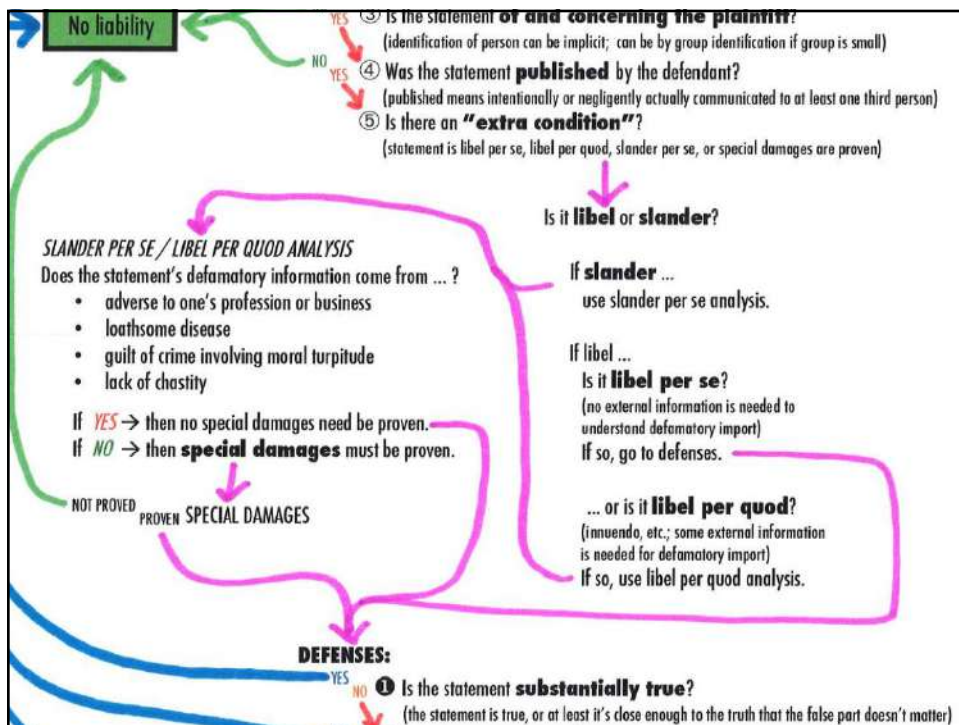 No liability
YES ③ Is the statement of and concerning the plaintiff?
(identification of person can be implicit; can be by group identification if group is small)
NO YES ④ Was the statement published by the defendant?
(published means intentionally or negligently actually communicated to at least one third person)
YES ⑤ Is there an "extra condition"?
(statement is libel per se, libel per quod, slander per se, or special damages are proven)
Is it libel or slander?
SLANDER PER SE / LIBEL PER QUOD ANALYSIS
Does the statement's defamatory information come from ... ?
• adverse to one's profession or business
• loathsome disease
• guilt of crime involving moral turpitude
• lack of chastity
If YES → then no special damages need be proven.
If NO → then special damages must be proven.
NOT PROVED PROVEN SPECIAL DAMAGES
If slander ...
use slander per se analysis.
If libel ...
Is it libel per se?
(no external information is needed to
understand defamatory import)
If so, go to defenses.
... or is it libel per quod?
(innuendo, etc.; some external information
is needed for defamatory import)
If so, use libel per quod analysis.
DEFENSES:
YES NO ❶ Is the statement substantially true?
(the statement is true, or at least it's close enough to the truth that the false part doesn't matter)